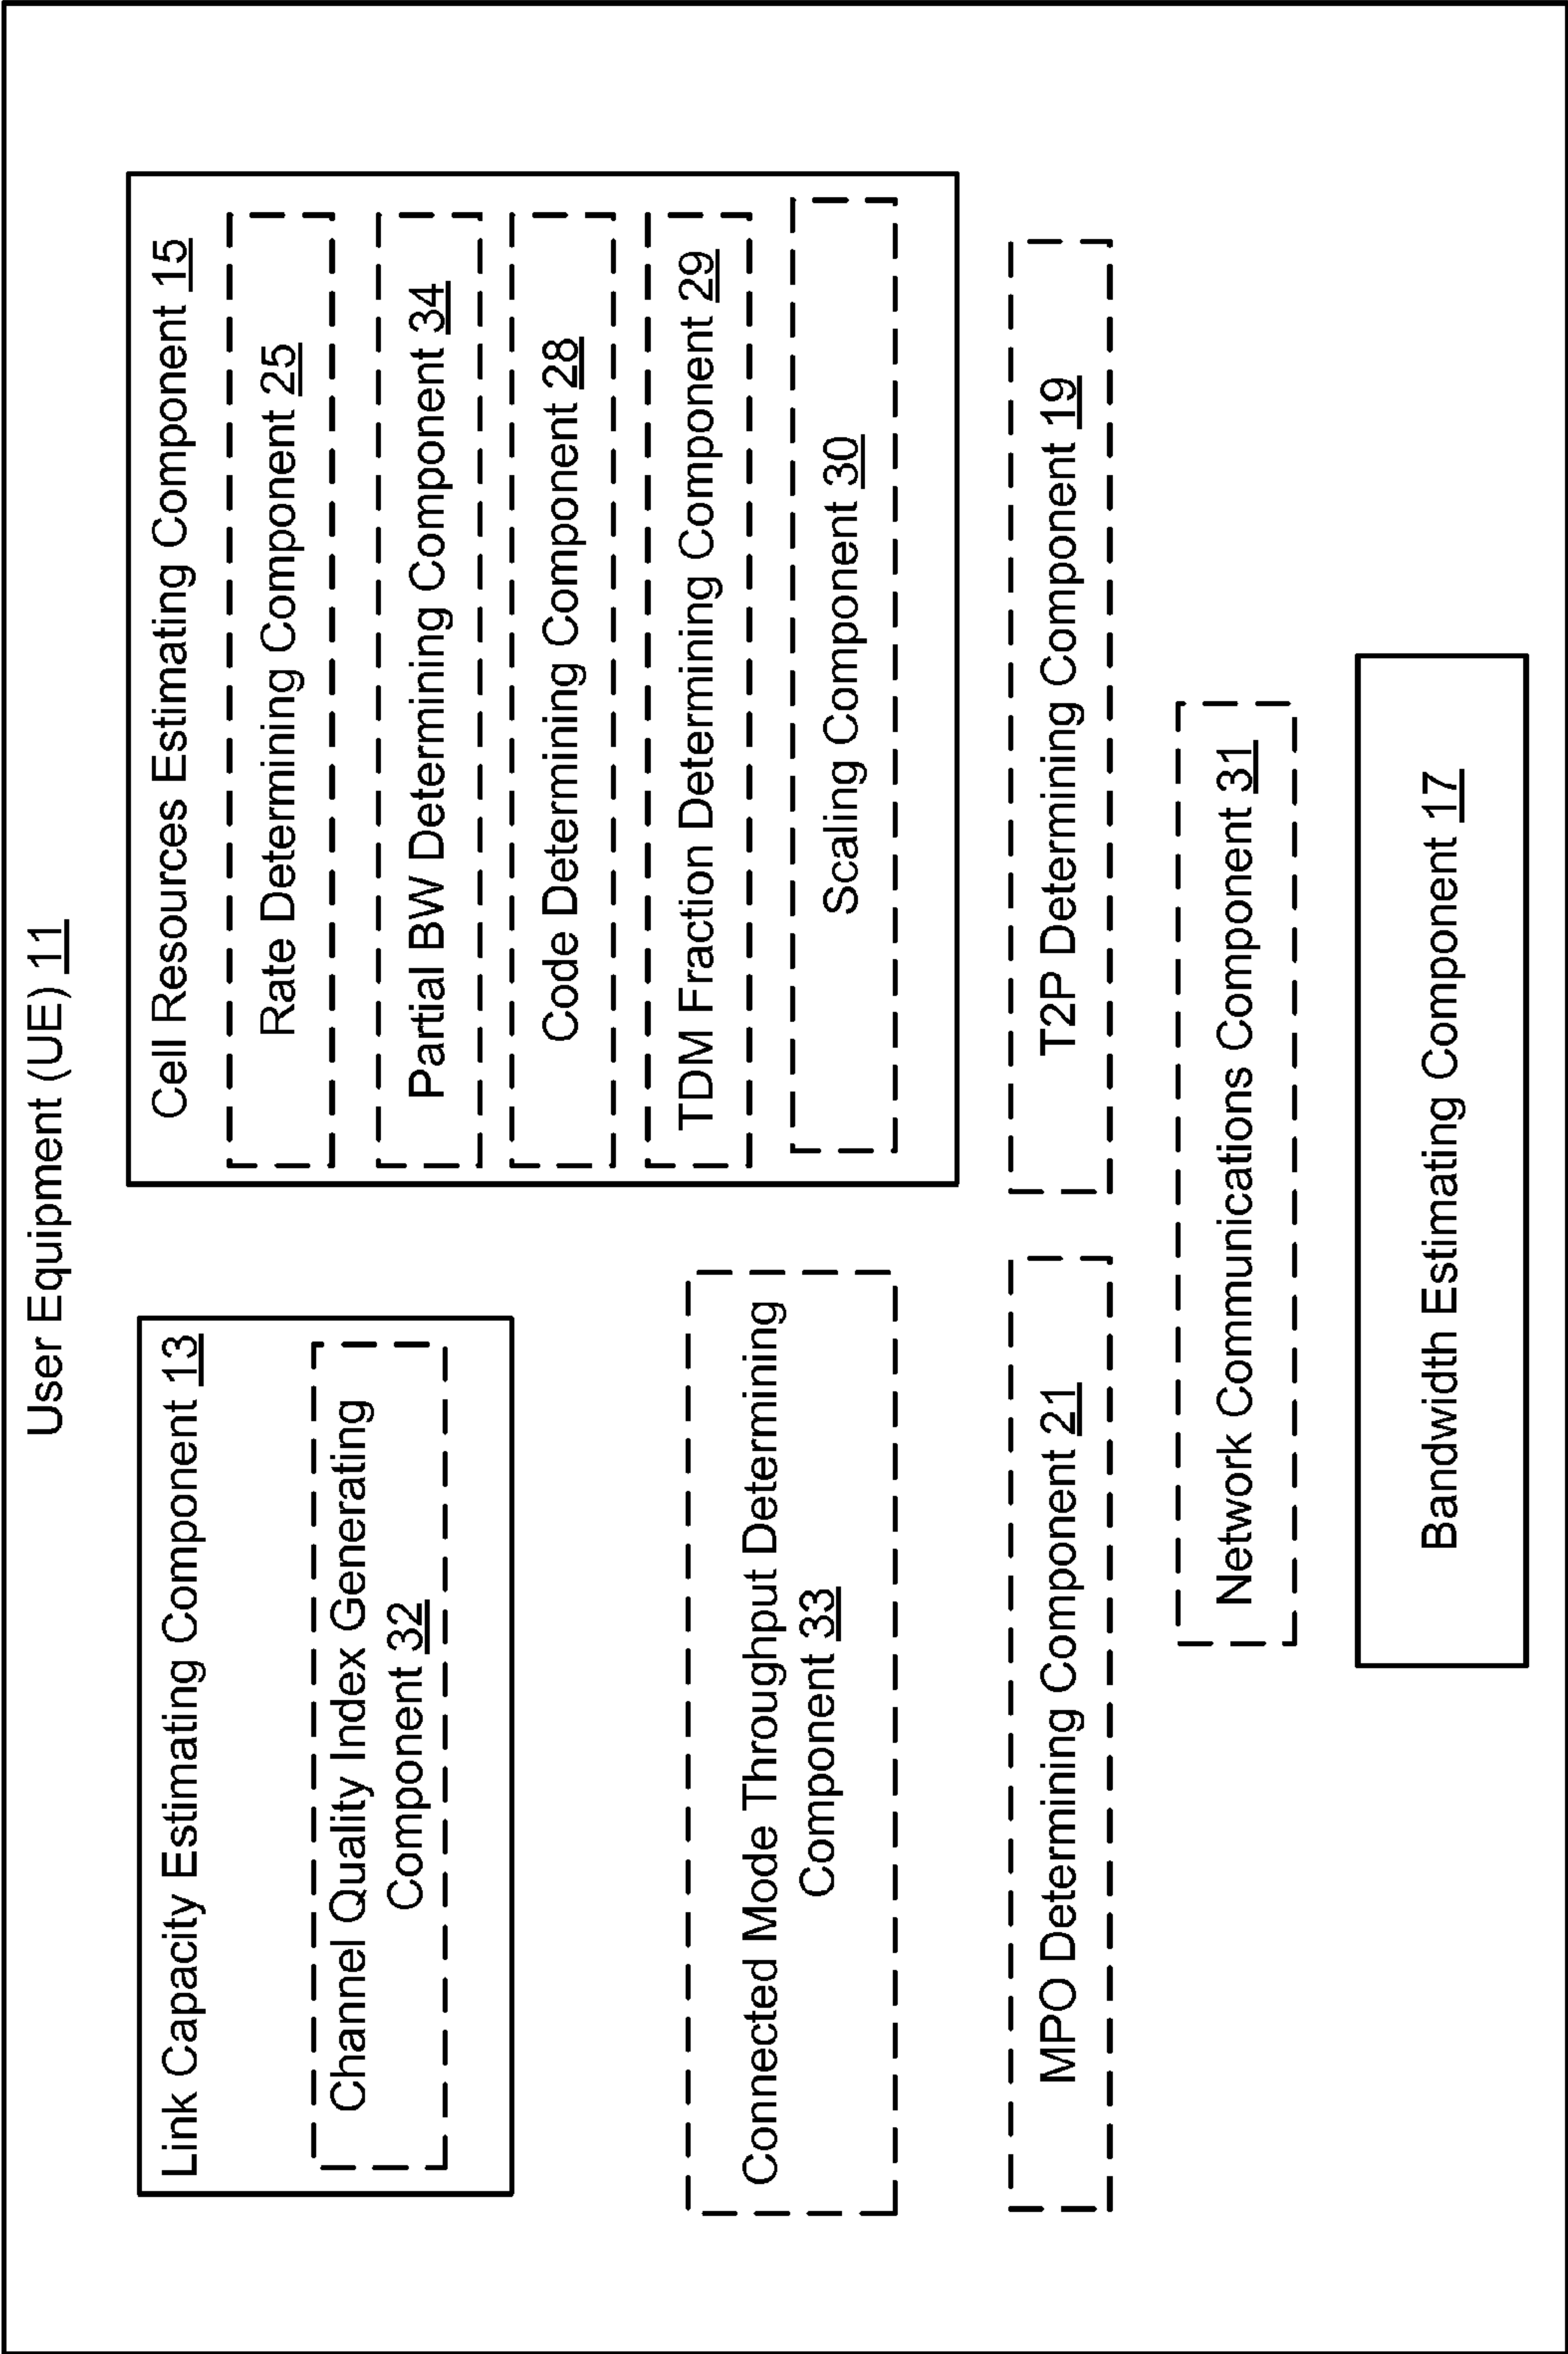 User Equipment (UE) 11
Link Capacity Estimating Component 13
Channel Quality Index Generating
Component 32
Connected Mode Throughput Determining
Component 33
MPO Determining Component 21
Cell Resources Estimating Component 15
Rate Determining Component 25
Partial BW Determining Component 34
Code Determining Component 28
TDM Fraction Determining Component 29
Scaling Component 30
T2P Determining Component 19
Network Communications Component 31
Bandwidth Estimating Component 17